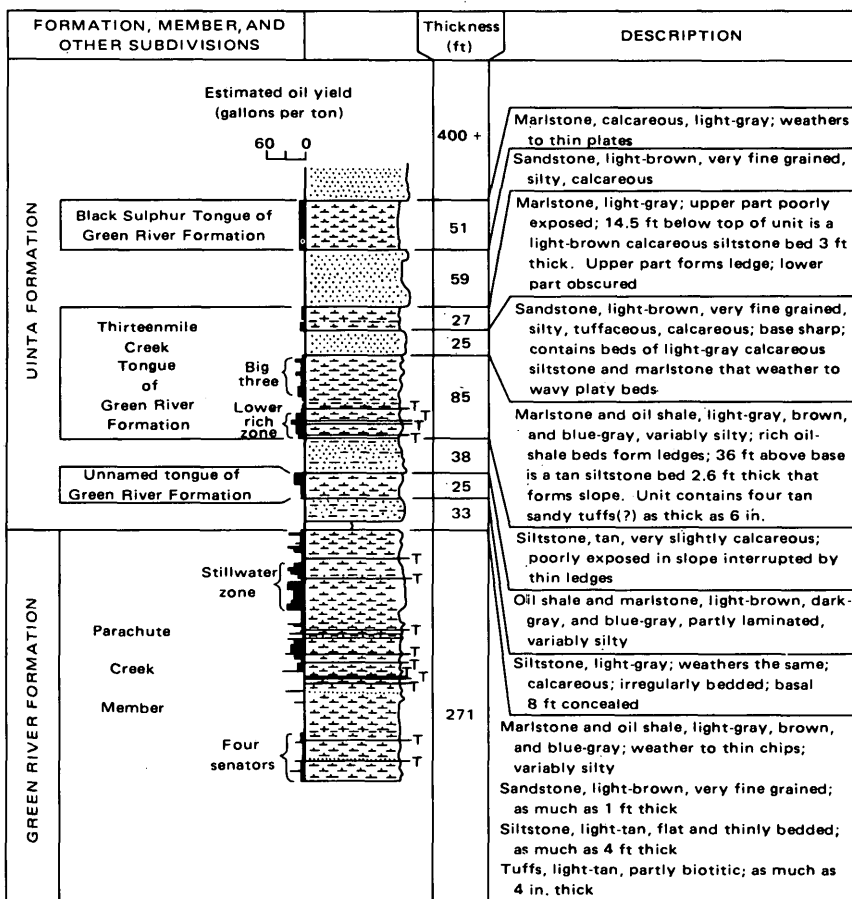 FORMATION, MEMBER, AND
OTHER SUBDIVISIONS
Thickness
(ft)
DESCRIPTION
UINTA FORMATION
Estimated oil yield
(gallons per ton)
60 0
Black Sulphur Tongue of
Green River Formation
Thirteenmile
Creek
Tongue
of
Green River
Formation
Big
three
Lower
rich
zone
T
T
T
T
Unnamed tongue of
Green River Formation
GREEN RIVER FORMATION
Stillwater
zone
Parachute
Creek
Member
Four
senators
T
T
T
T
T
T
T
T
T
T
400 +
51
59
27
25
85
38
25
33
271
Marlstone, calcareous, light-gray; weathers
to thin plates
Sandstone, light-brown, very fine grained,
silty, calcareous
Marlstone, light-gray; upper part poorly
exposed; 14.5 ft below top of unit is a
light-brown calcareous siltstone bed 3 ft
thick. Upper part forms ledge; lower
part obscured
Sandstone, light-brown, very fine grained,
silty, tuffaceous, calcareous; base sharp;
contains beds of light-gray calcareous
siltstone and marlstone that weather to
wavy platy beds
Marlstone and oil shale, light-gray, brown,
and blue-gray, variably silty; rich oil-
shale beds form ledges; 36 ft above base
is a tan siltstone bed 2.6 ft thick that
forms slope. Unit contains four tan
sandy tuffs(?) as thick as 6 in.
Siltstone, tan, very slightly calcareous;
poorly exposed in slope interrupted by
thin ledges
Oil shale and marlstone, light-brown, dark-
gray, and blue-gray, partly laminated,
variably silty
Siltstone, light-gray; weathers the same;
calcareous; irregularly bedded; basal
8 ft concealed
Marlstone and oil shale, light-gray, brown,
and blue-gray; weather to thin chips;
variably silty
Sandstone, light-brown, very fine grained;
as much as 1 ft thick
Siltstone, light-tan, flat and thinly bedded;
as much as 4 ft thick
Tuffs, light-tan, partly biotitic; as much as
4 in. thick